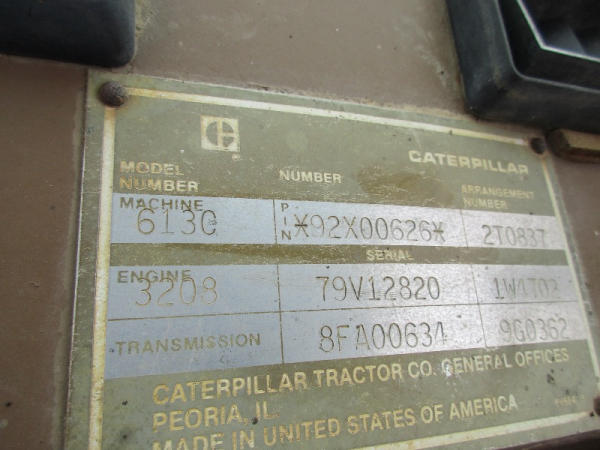 CATERPILLAR
MODEL NUMBER NUMBER ARRANGEMENT NUMBER
MACHINE 613C PIN *92X00626* 2T0837
SERIAL
ENGINE 3208 79V12820
TRANSMISSION 8FA00634 9G0362
CATERPILLAR TRACTOR CO. GENERAL OFFICES
PEORIA, IL
MADE IN UNITED STATES OF AMERICA